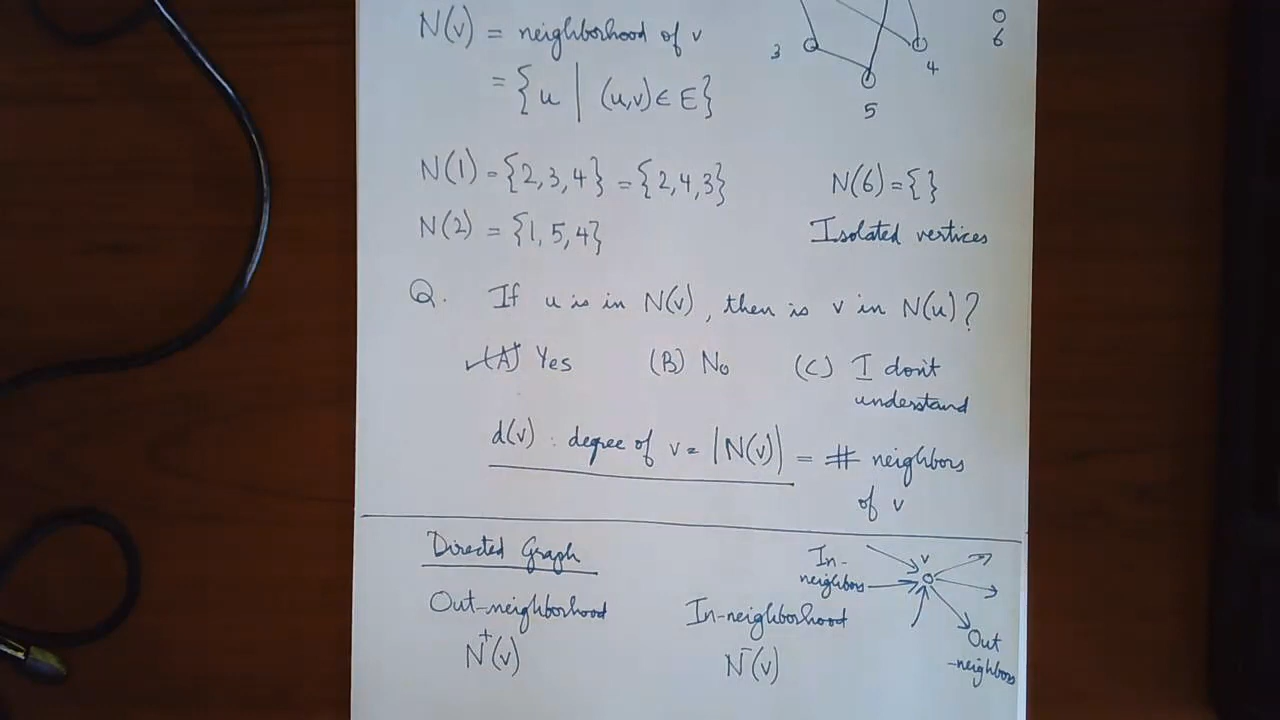 N(v) = neighborhood of v
= {u | (u,v) ∈ E}
3
4
5
6
N(1) = {2,3,4} = {2,4,3}
N(6) = { }
N(2) = {1,5,4}
Isolated vertices
Q. If u is in N(v), then is v in N(u)?
✓(A) Yes (B) No (C) I don't
understand
d(v) : degree of v = |N(v)| = # neighbors
of v
Directed Graph
Out-neighborhood
N⁺(v)
In-neighborhood
N⁻(v)
In-
neighbors
v
Out
-neighbors